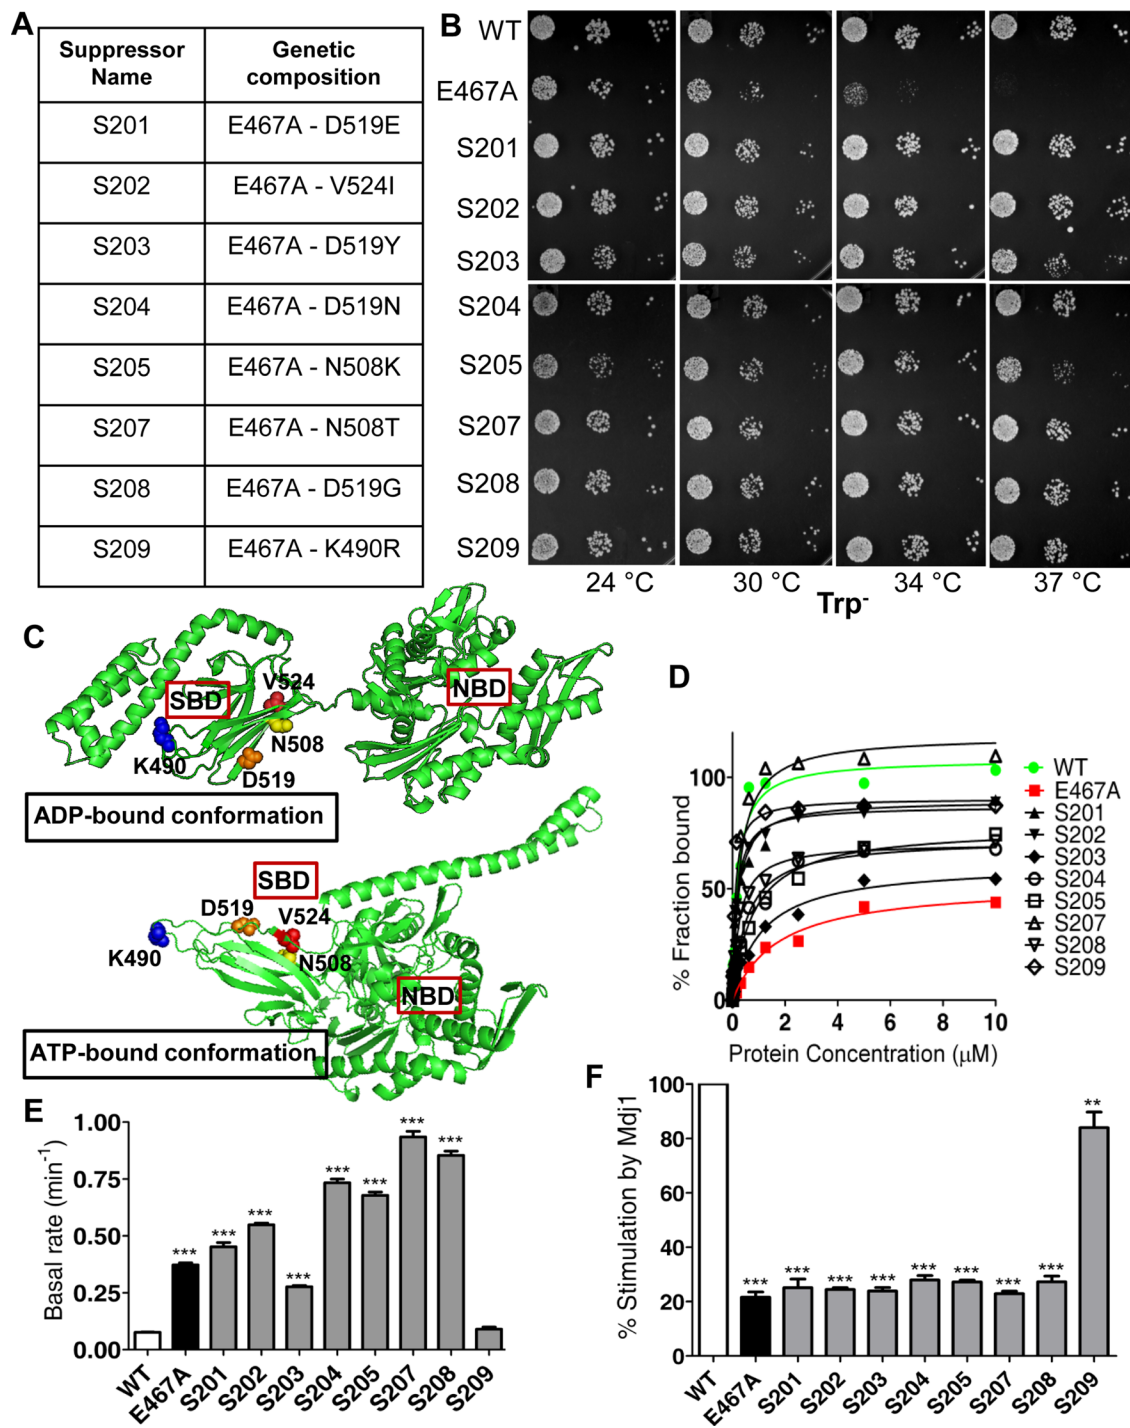 A
Suppressor Name
Genetic composition
S201
E467A - D519E
S202
E467A - V524I
S203
E467A - D519Y
S204
E467A - D519N
S205
E467A - N508K
S207
E467A - N508T
S208
E467A - D519G
S209
E467A - K490R
B
WT
E467A
S201
S202
S203
S204
S205
S207
S208
S209
24 °C
30 °C
34 °C
37 °C
Trp-
C
SBD
V524
NBD
K490
N508
D519
ADP-bound conformation
SBD
D519
V524
K490
N508
NBD
ATP-bound conformation
D
% Fraction bound
100
50
0
0
2
4
6
8
10
Protein Concentration (μM)
WT
E467A
S201
S202
S203
S204
S205
S207
S208
S209
E
Basal rate (min-1)
1.00
0.75
0.50
0.25
0.00
***
***
***
***
***
***
***
***
WT
E467A
S201
S202
S203
S204
S205
S207
S208
S209
F
% Stimulation by Mdj1
100
80
60
40
20
0
***
***
***
***
***
***
***
***
**
WT
E467A
S201
S202
S203
S204
S205
S207
S208
S209